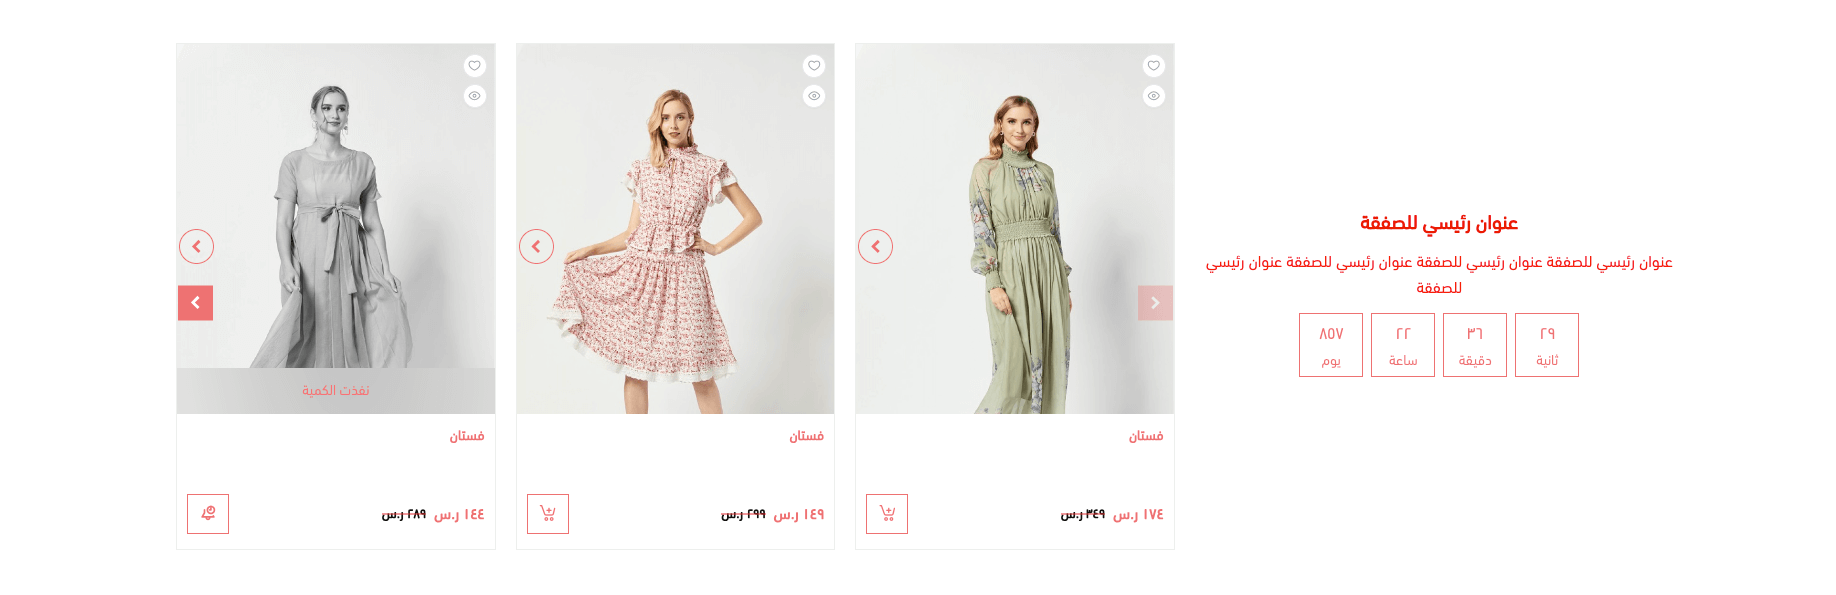 عنوان رئيسي للصفقة
عنوان رئيسي للصفقة عنوان رئيسي للصفقة عنوان رئيسي للصفقة عنوان رئيسي
للصفقة
٢٩ ٣٦ ٢٢ ٨٥٧
ثانية دقيقة ساعة يوم
فستان
١٧٤ ر.س ٣٤٩ ر.س
فستان
١٤٩ ر.س ٢٩٩ ر.س
نفذت الكمية
فستان
١٤٤ ر.س ٢٨٩ ر.س